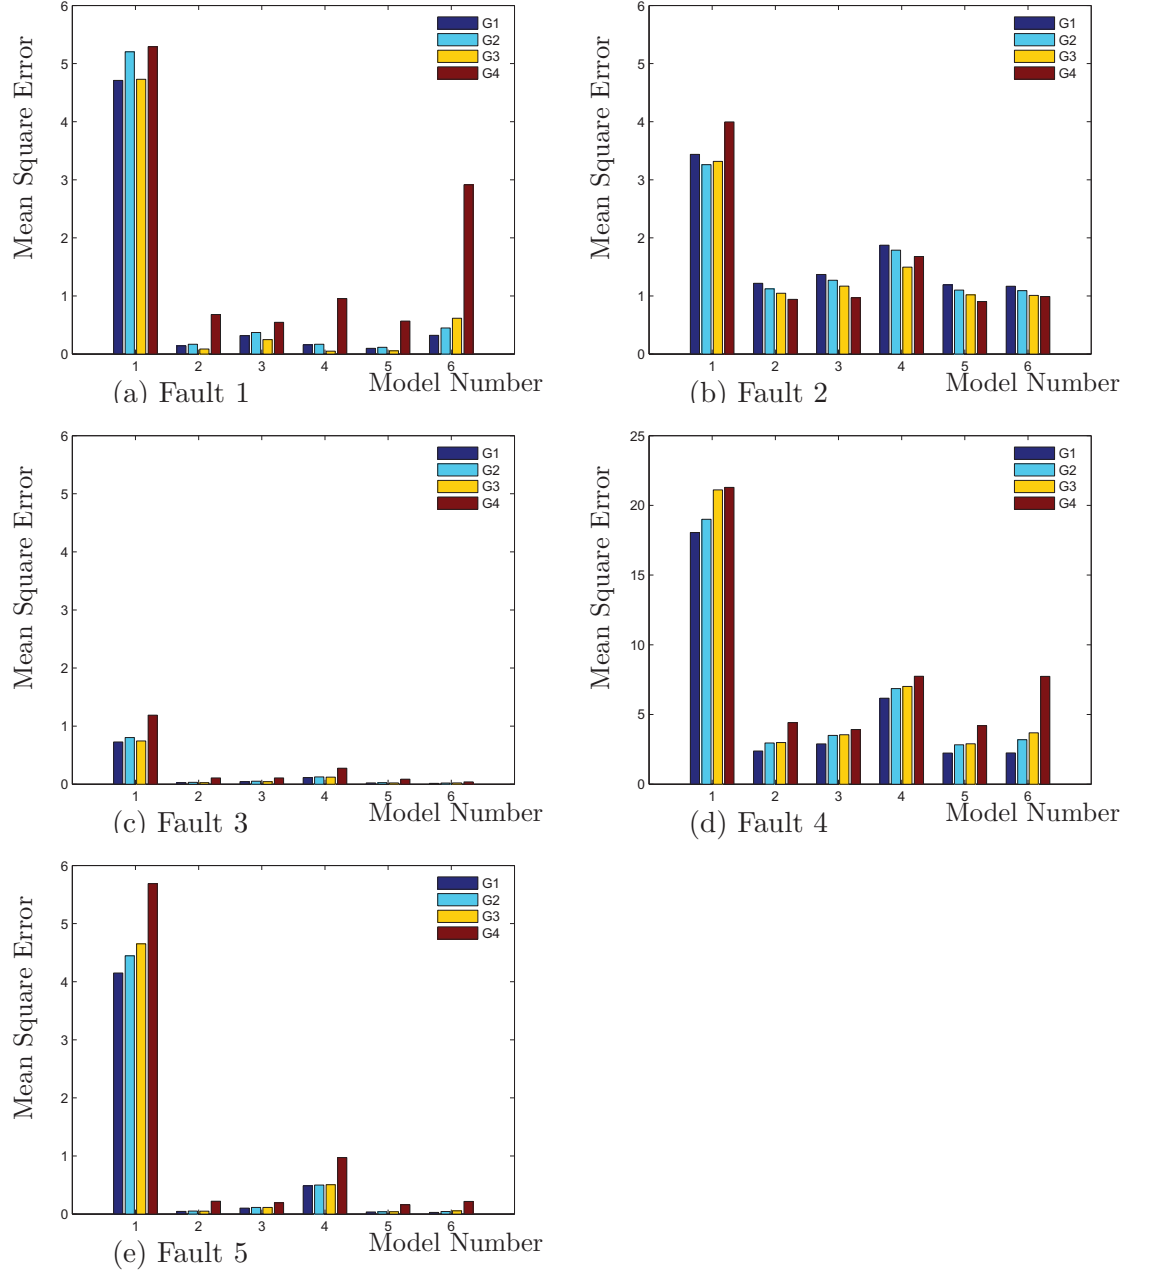 6
5
4
3
2
1
0
Mean Square Error
G1
G2
G3
G4
1 2 3 4 5 6
Model Number
(a) Fault 1
6
5
4
3
2
1
0
Mean Square Error
G1
G2
G3
G4
1 2 3 4 5 6
Model Number
(b) Fault 2
6
5
4
3
2
1
0
Mean Square Error
G1
G2
G3
G4
1 2 3 4 5 6
Model Number
(c) Fault 3
25
20
15
10
5
0
Mean Square Error
G1
G2
G3
G4
1 2 3 4 5 6
Model Number
(d) Fault 4
6
5
4
3
2
1
0
Mean Square Error
G1
G2
G3
G4
1 2 3 4 5 6
Model Number
(e) Fault 5